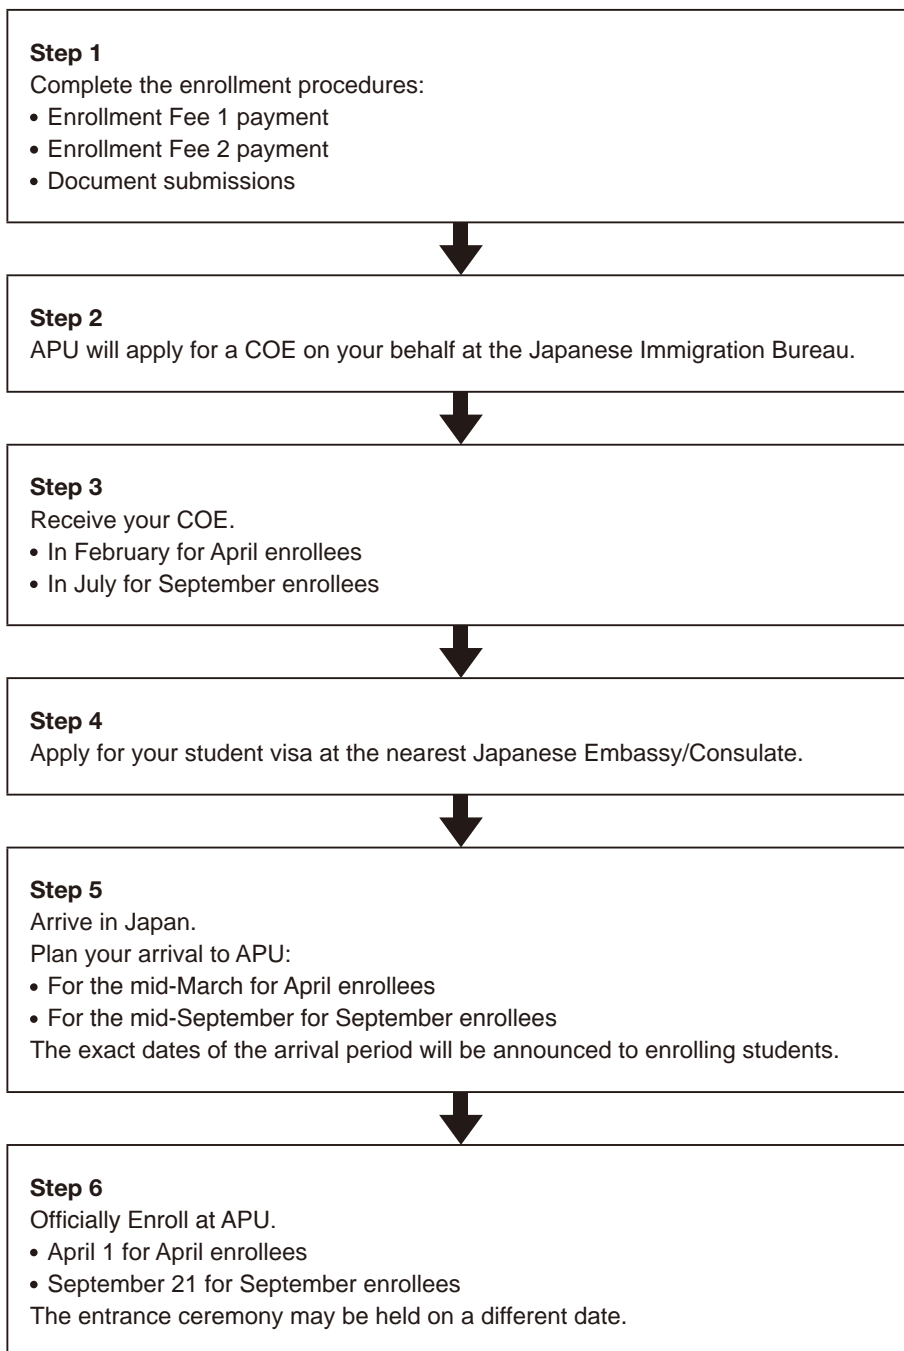 Step 1
Complete the enrollment procedures:
• Enrollment Fee 1 payment
• Enrollment Fee 2 payment
• Document submissions
Step 2
APU will apply for a COE on your behalf at the Japanese Immigration Bureau.
Step 3
Receive your COE.
• In February for April enrollees
• In July for September enrollees
Step 4
Apply for your student visa at the nearest Japanese Embassy/Consulate.
Step 5
Arrive in Japan.
Plan your arrival to APU:
• For the mid-March for April enrollees
• For the mid-September for September enrollees
The exact dates of the arrival period will be announced to enrolling students.
Step 6
Officially Enroll at APU.
• April 1 for April enrollees
• September 21 for September enrollees
The entrance ceremony may be held on a different date.